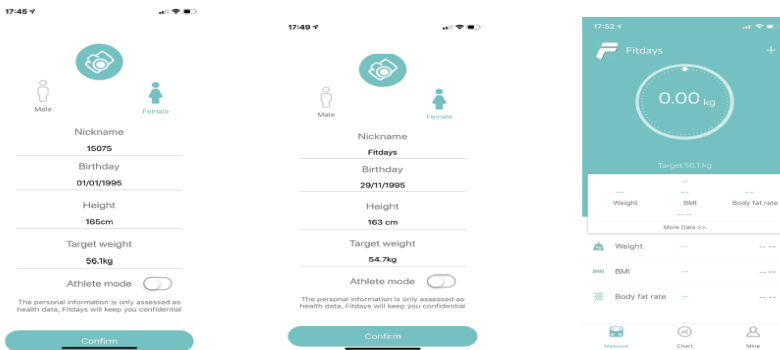 17:45
Male
Female
Nickname
15075
Birthday
01/01/1995
Height
165cm
Target weight
56.1kg
Athlete mode
The personal information is only assessed as
health data, Fitdays will keep you confidential
Confirm
17:49
Male
Female
Nickname
Fitdays
Birthday
29/11/1995
Height
163 cm
Target weight
54.7kg
Athlete mode
The personal information is only assessed as
health data, Fitdays will keep you confidential
Confirm
17:52
Fitdays
+
0.00 kg
Target:56.1 kg
--
-- -- --
Weight BMI Body fat rate
-- --
More Data >>
Weight -- -- --
BMI BMI -- -- --
Body fat rate -- -- --
Measure Chart Mine